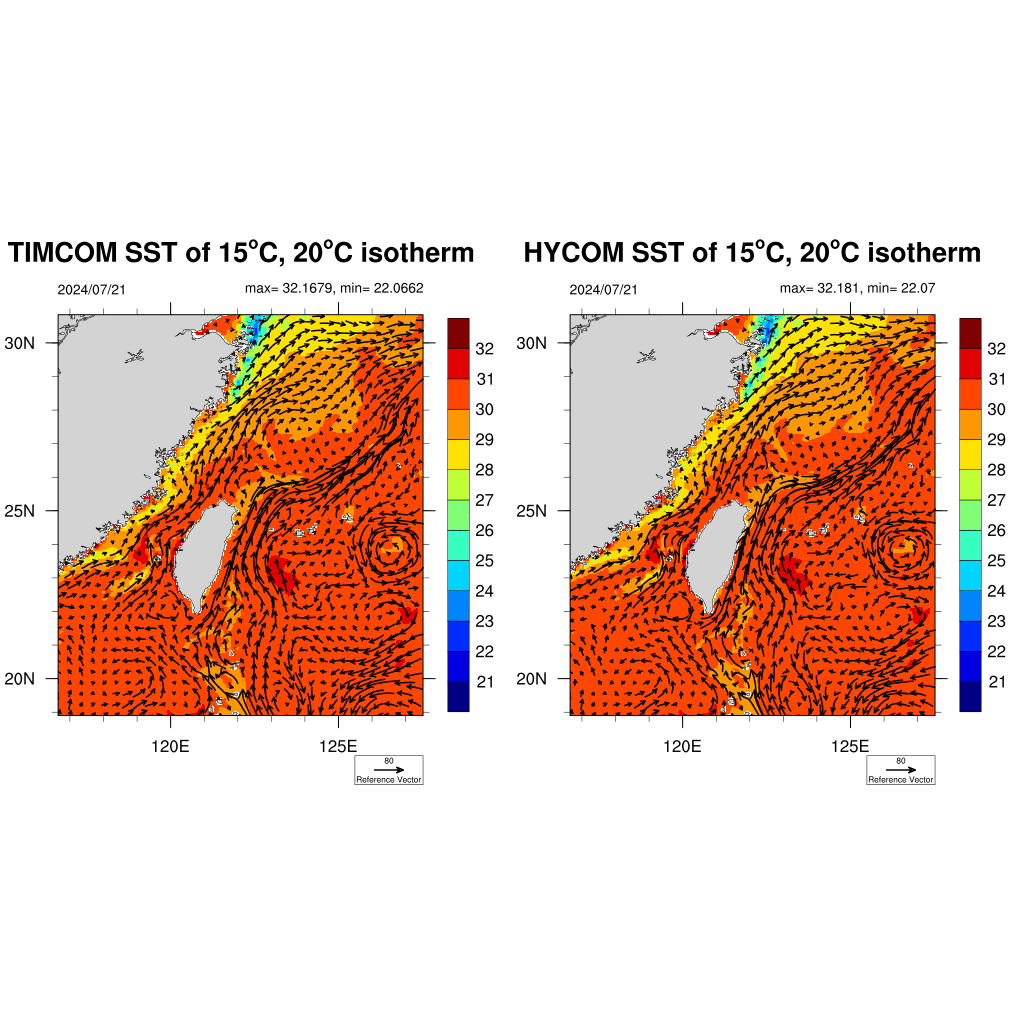 TIMCOM SST of 15°C, 20°C isotherm
2024/07/21 max= 32.1679, min= 22.0662
30N
25N
20N
120E 125E
32
31
30
29
28
27
26
25
24
23
22
21
80
Reference Vector
HYCOM SST of 15°C, 20°C isotherm
2024/07/21 max= 32.181, min= 22.07
30N
25N
20N
120E 125E
32
31
30
29
28
27
26
25
24
23
22
21
80
Reference Vector